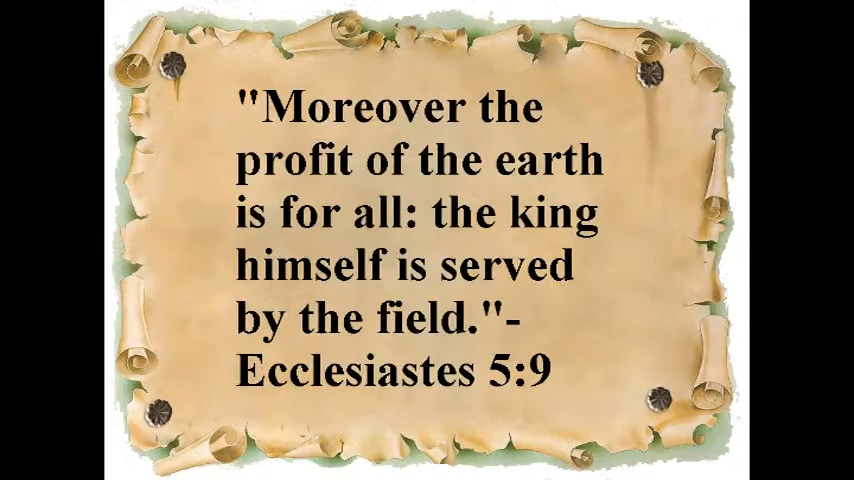 "Moreover the
profit of the earth
is for all: the king
himself is served
by the field."-
Ecclesiastes 5:9